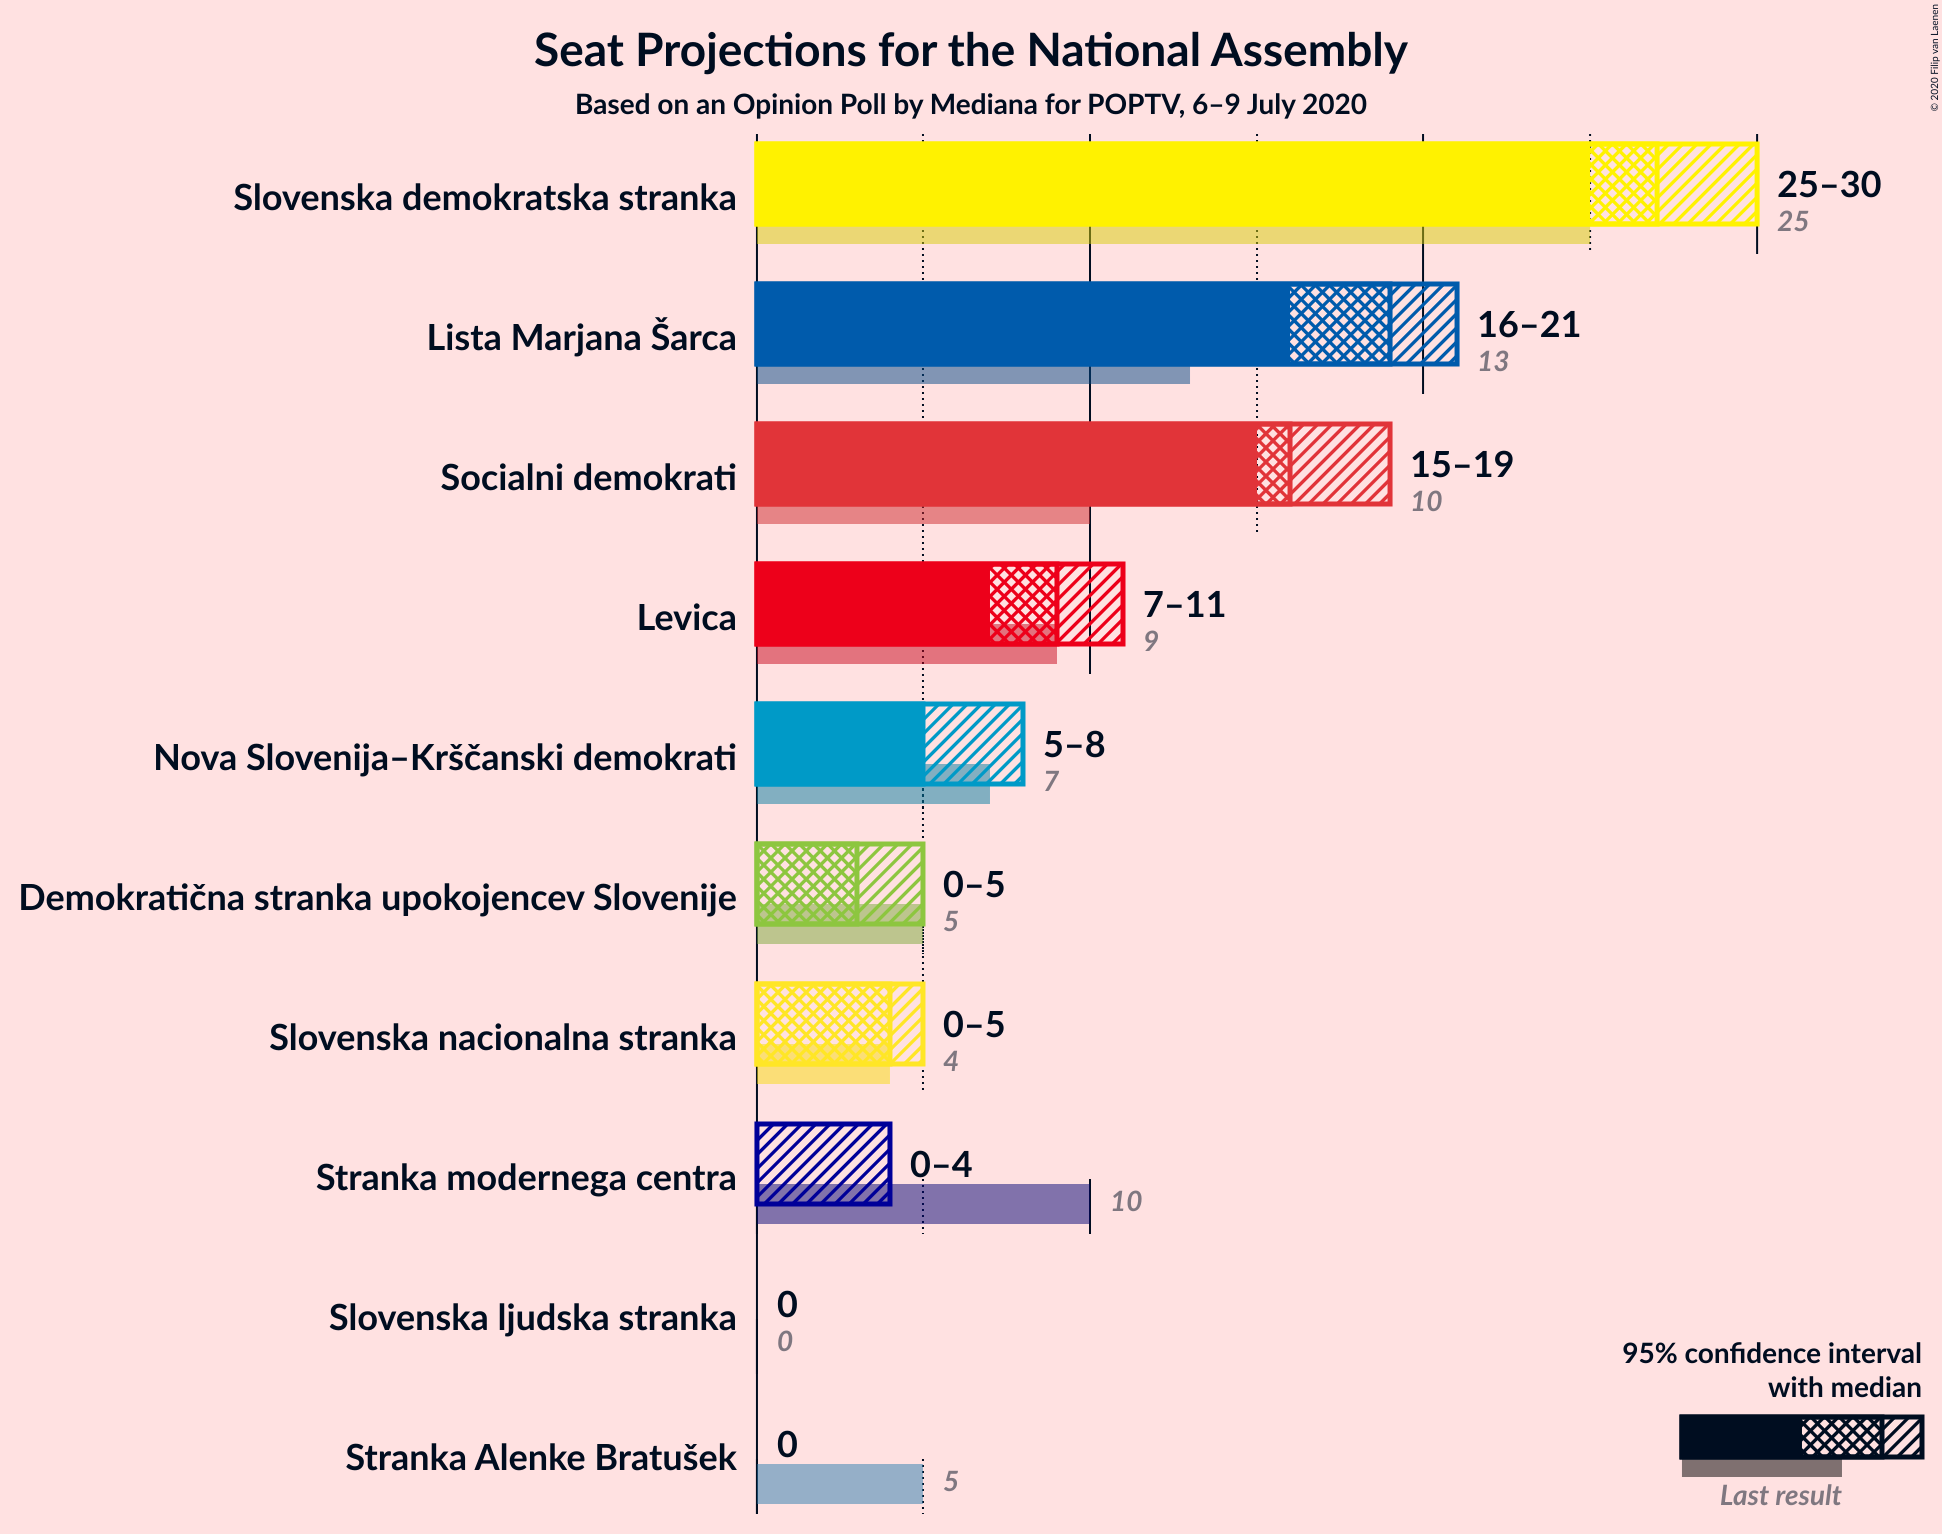 Seat Projections for the National Assembly
Based on an Opinion Poll by Mediana for POPTV, 6–9 July 2020
© 2020 Filip van Laenen
Slovenska demokratska stranka
25–30
25
Lista Marjana Šarca
16–21
13
Socialni demokrati
15–19
10
Levica
7–11
9
Nova Slovenija–Krščanski demokrati
5–8
7
Demokratična stranka upokojencev Slovenije
0–5
5
Slovenska nacionalna stranka
0–5
4
Stranka modernega centra
0–4
10
Slovenska ljudska stranka
0
0
Stranka Alenke Bratušek
0
5
95% confidence interval
with median
Last result